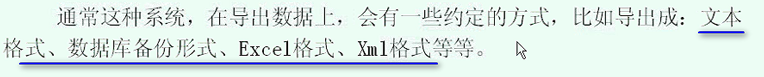 通常这种系统，在导出数据上，会有一些约定的方式，比如导出成：文本
格式、数据库备份形式、Excel格式、Xml格式等等。